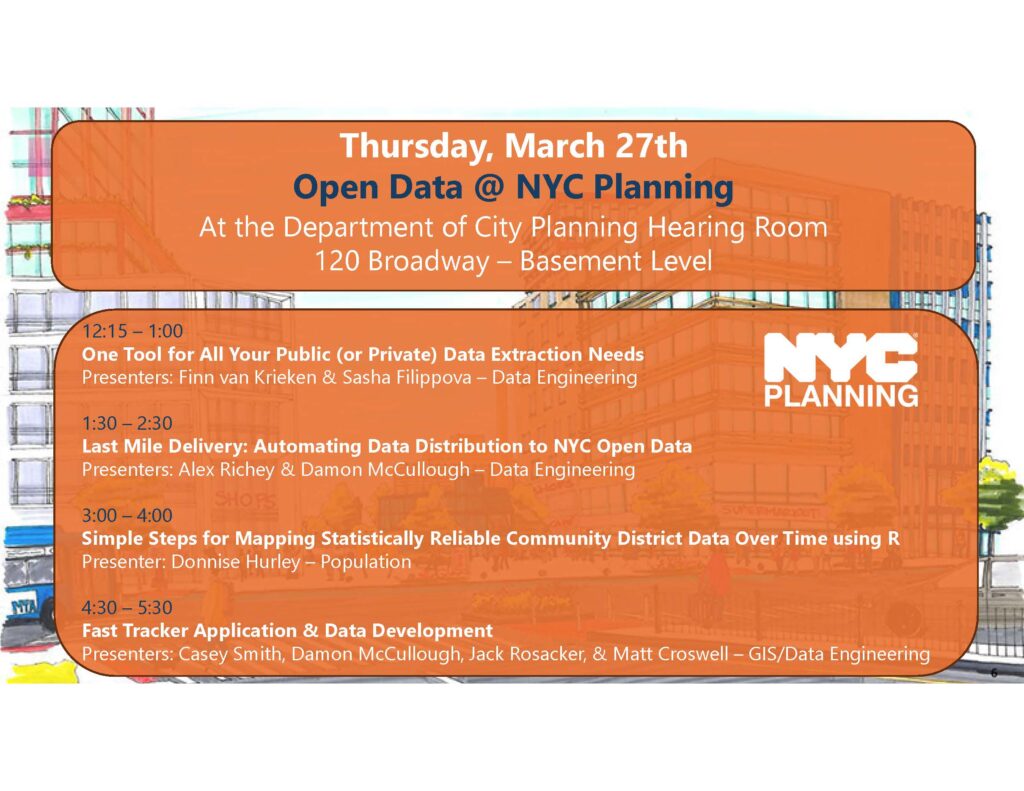 Thursday, March 27th
Open Data @ NYC Planning
At the Department of City Planning Hearing Room
120 Broadway – Basement Level
12:15 – 1:00
One Tool for All Your Public (or Private) Data Extraction Needs
Presenters: Finn van Krieken & Sasha Filippova – Data Engineering
NYC
PLANNING
1:30 – 2:30
Last Mile Delivery: Automating Data Distribution to NYC Open Data
Presenters: Alex Richey & Damon McCullough – Data Engineering
SHOPS
3:00 – 4:00
SUPERMARKET
Simple Steps for Mapping Statistically Reliable Community District Data Over Time using R
Presenter: Donnise Hurley – Population
MTA
4:30 – 5:30
Fast Tracker Application & Data Development
Presenters: Casey Smith, Damon McCullough, Jack Rosacker, & Matt Croswell – GIS/Data Engineering
6